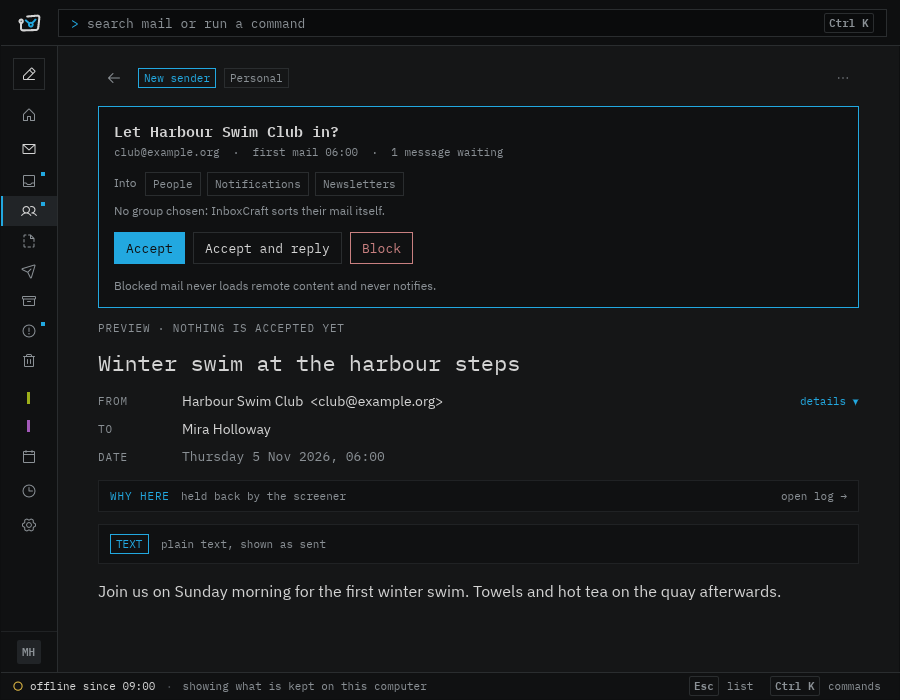 > search mail or run a command Ctrl K
New sender Personal ...
Let Harbour Swim Club in?
club@example.org · first mail 06:00 · 1 message waiting
Into People Notifications Newsletters
No group chosen: InboxCraft sorts their mail itself.
Accept Accept and reply Block
Blocked mail never loads remote content and never notifies.
PREVIEW · NOTHING IS ACCEPTED YET
Winter swim at the harbour steps
FROM Harbour Swim Club <club@example.org> details ▾
TO Mira Holloway
DATE Thursday 5 Nov 2026, 06:00
WHY HERE held back by the screener open log →
TEXT plain text, shown as sent
Join us on Sunday morning for the first winter swim. Towels and hot tea on the quay afterwards.
MH
offline since 09:00 · showing what is kept on this computer Esc list Ctrl K commands